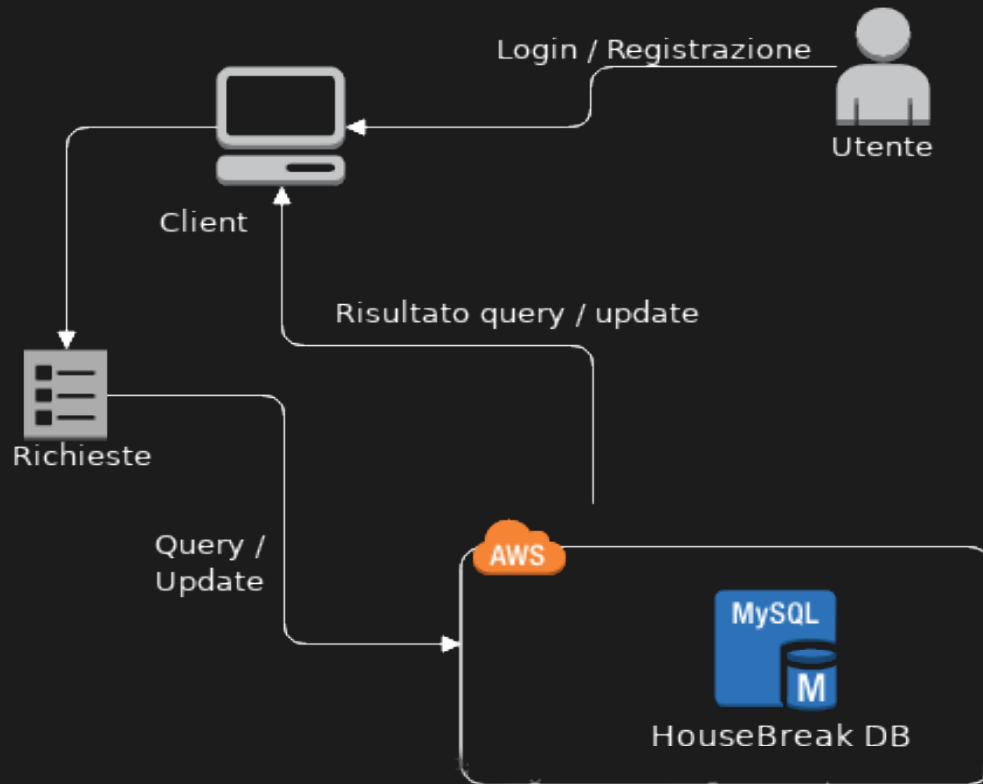 Login / Registrazione
Utente
Client
Risultato query / update
Richieste
Query /
Update
AWS
MySQL
M
HouseBreak DB